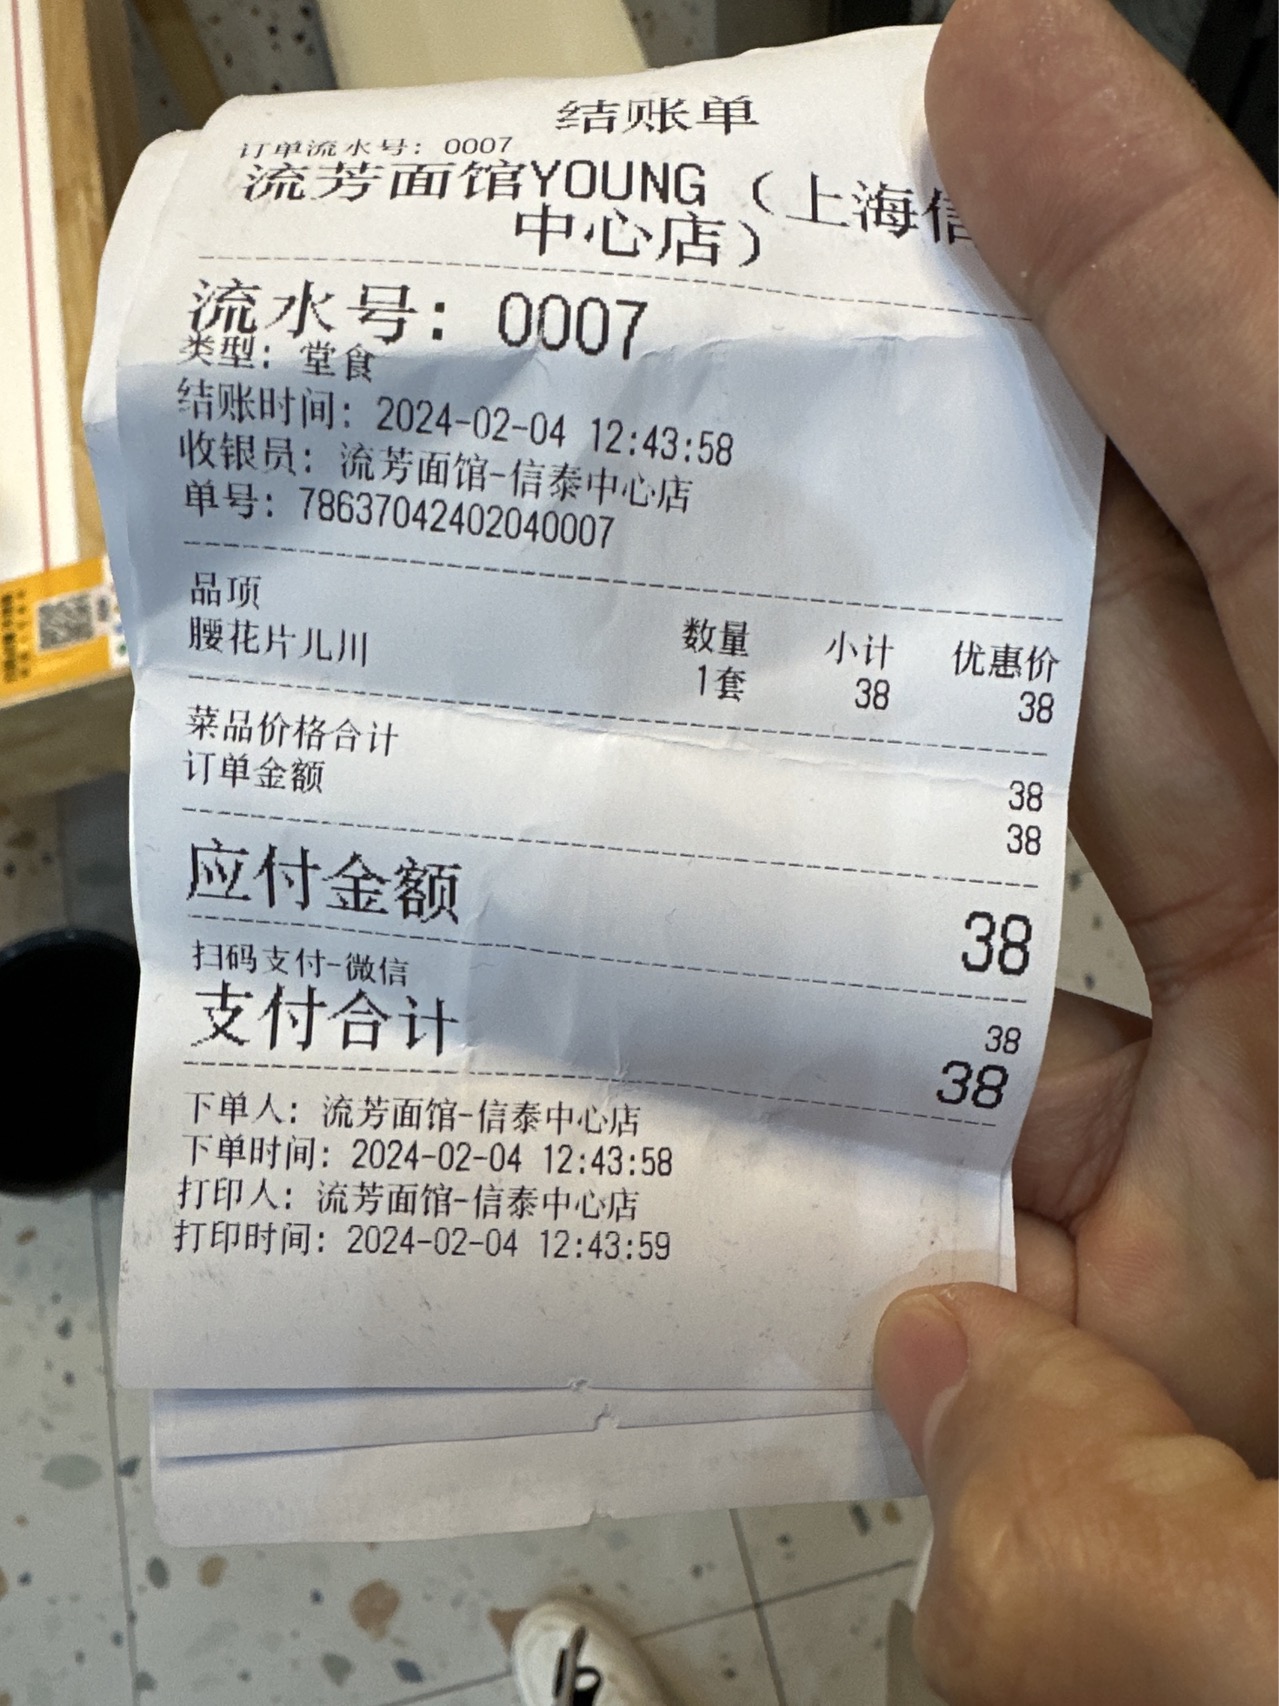 结账单
订单流水号：0007
流芳面馆YOUNG（上海信
中心店）
流水号：0007
类型：堂食
结账时间：2024-02-04 12:43:58
收银员：流芳面馆-信泰中心店
单号：78637042402040007
品项 数量 小计 优惠价
腰花片儿川 1套 38 38
菜品价格合计 38
订单金额 38
应付金额 38
扫码支付-微信 38
支付合计 38
下单人：流芳面馆-信泰中心店
下单时间：2024-02-04 12:43:58
打印人：流芳面馆-信泰中心店
打印时间：2024-02-04 12:43:59